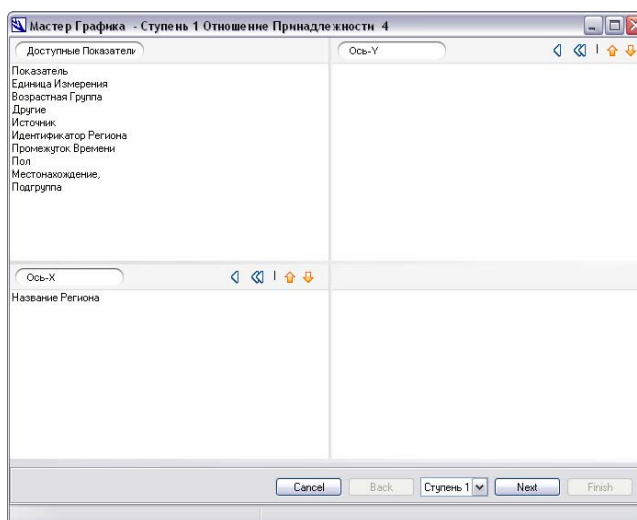 Мастер Графика - Ступень 1 Отношение Принадлежности 4
Доступные Показатели
Ось-Y
Показатель
Единица Измерения
Возрастная Группа
Другие
Источник
Идентификатор Региона
Промежуток Времени
Пол
Местонахождение,
Подгруппа
Ось-X
Название Региона
Cancel
Back
Ступень 1
Next
Finish